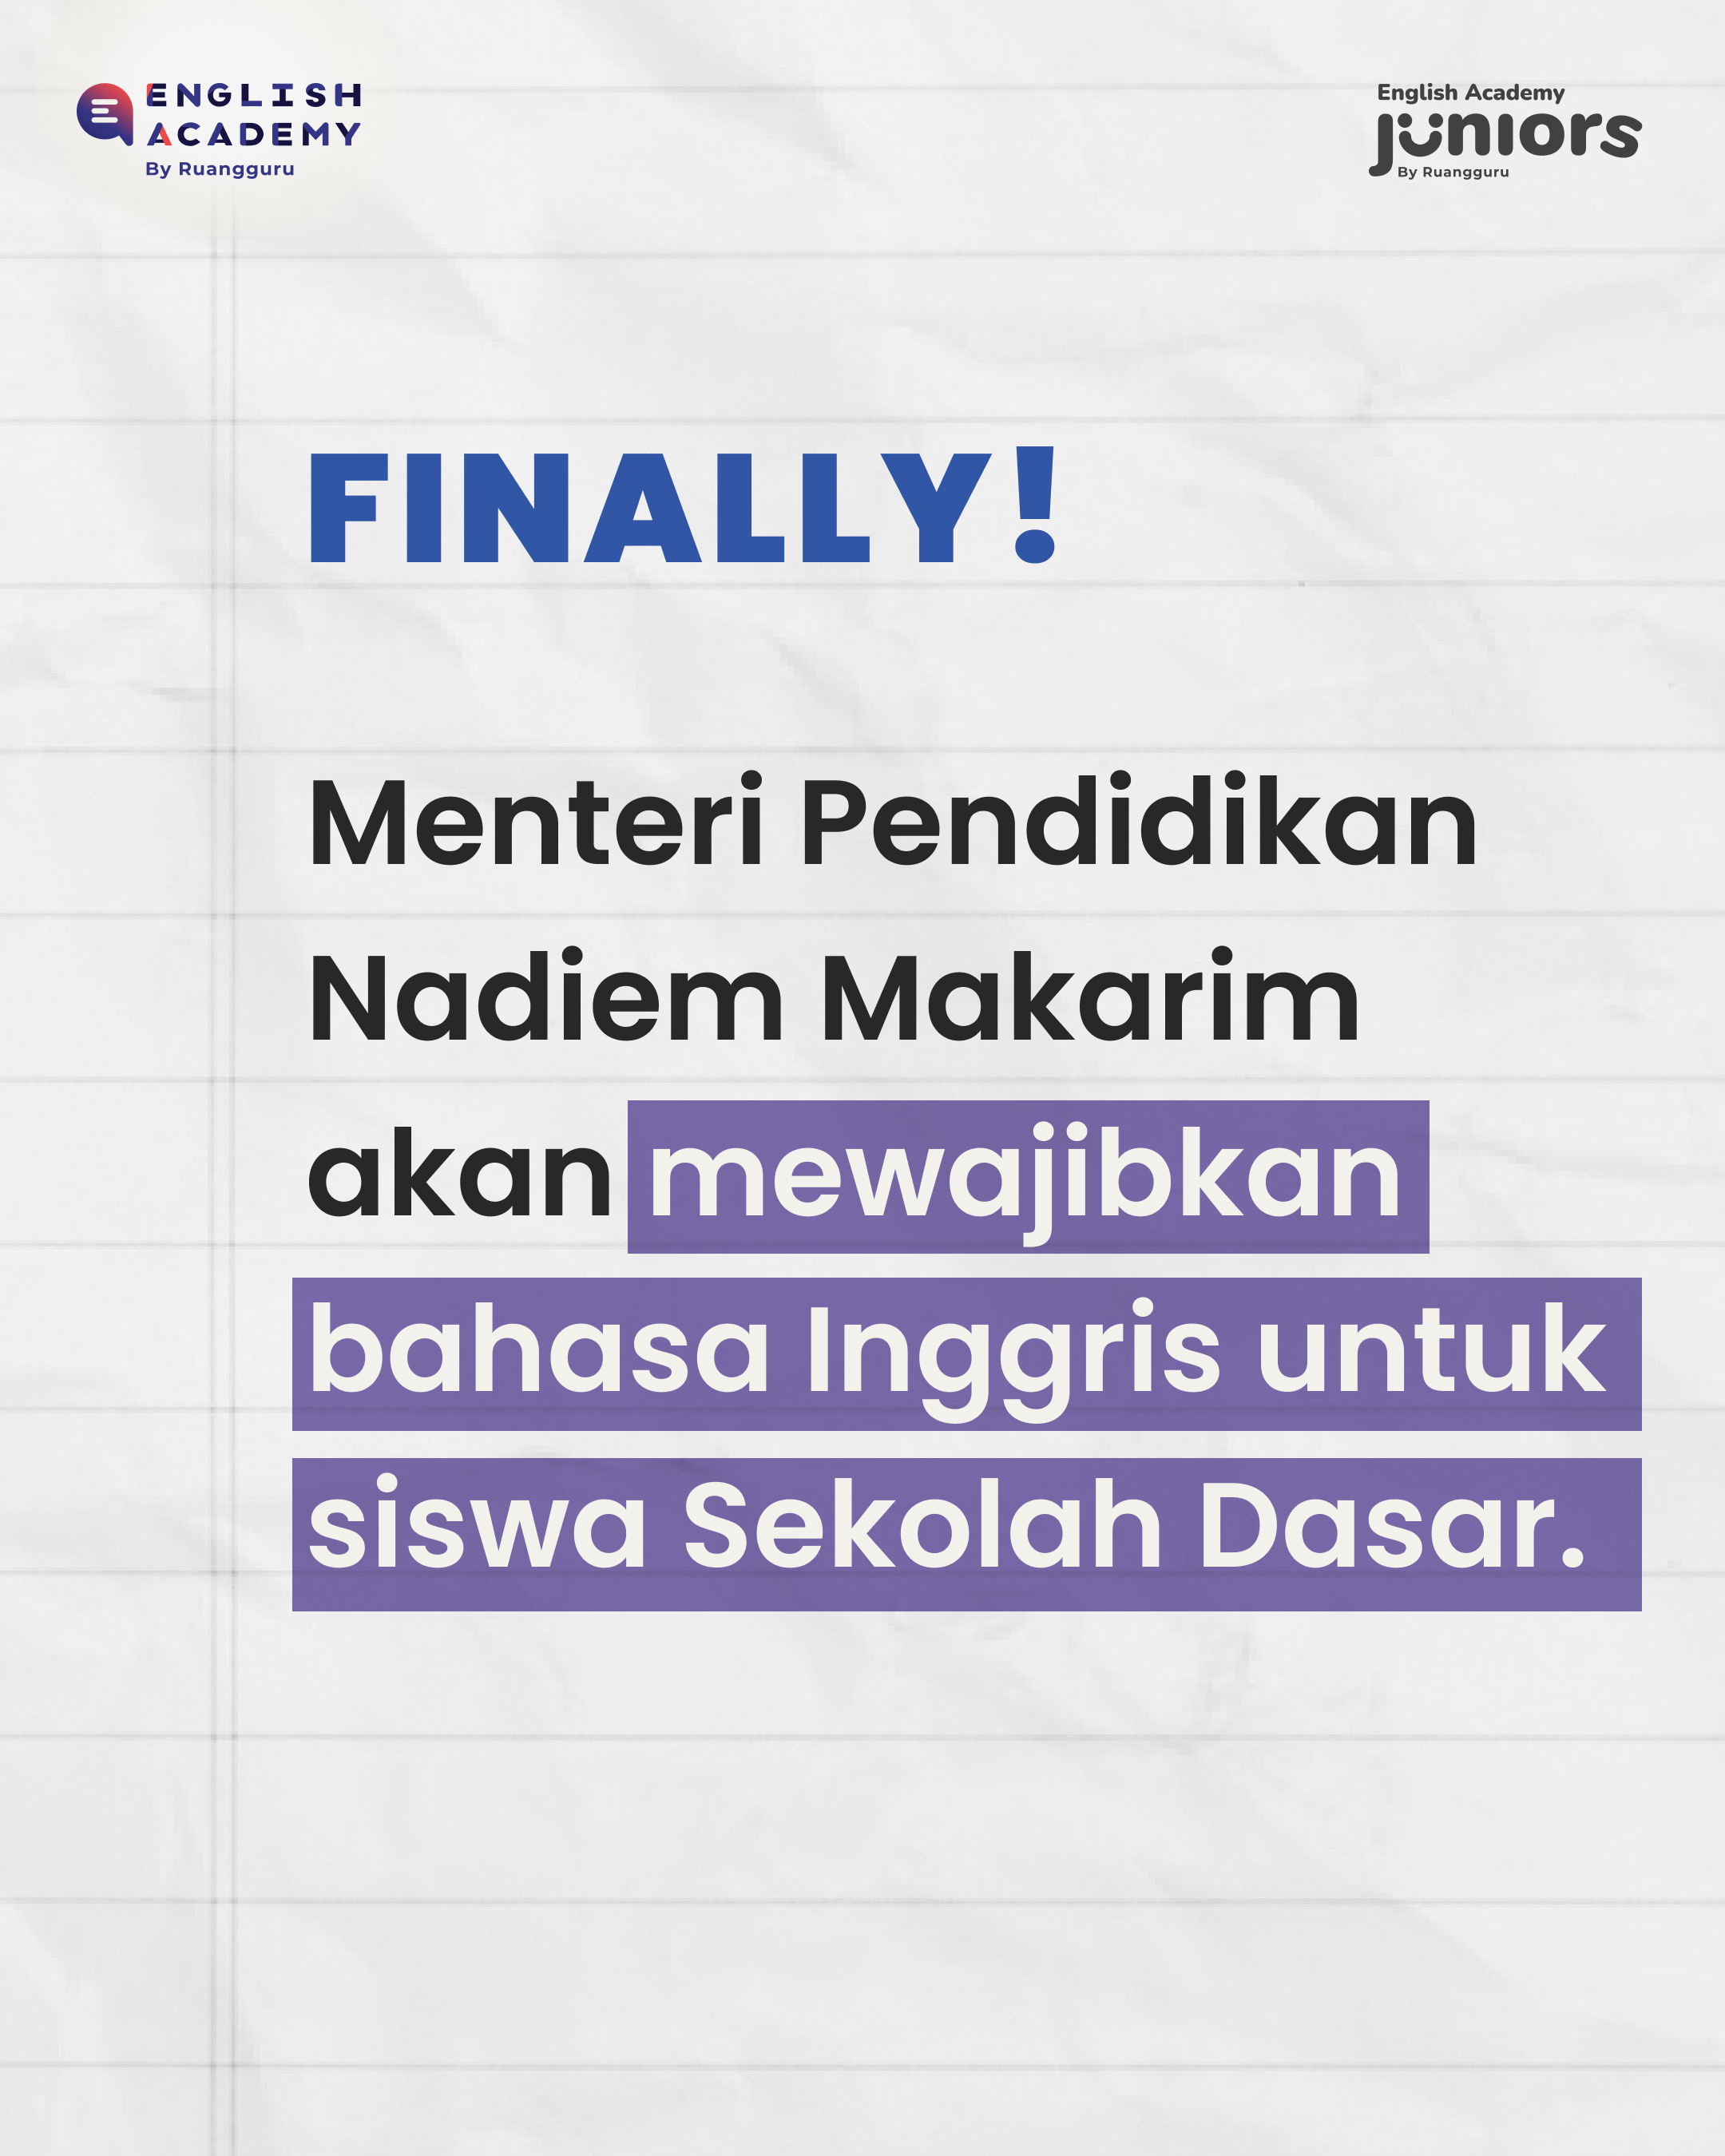 ENGLISH
ACADEMY
By Ruangguru
English Academy
juniors
By Ruangguru
FINALLY!
Menteri Pendidikan
Nadiem Makarim
akan mewajibkan
bahasa Inggris untuk
siswa Sekolah Dasar.